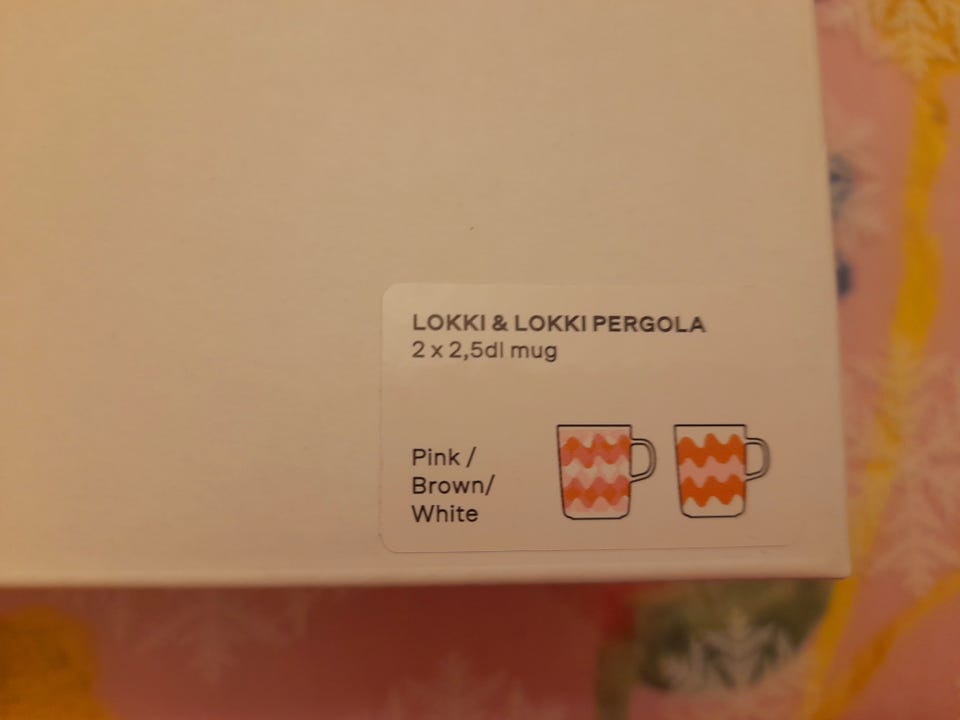 LOKKI & LOKKI PERGOLA
2 x 2,5dl mug
Pink /
Brown/
White